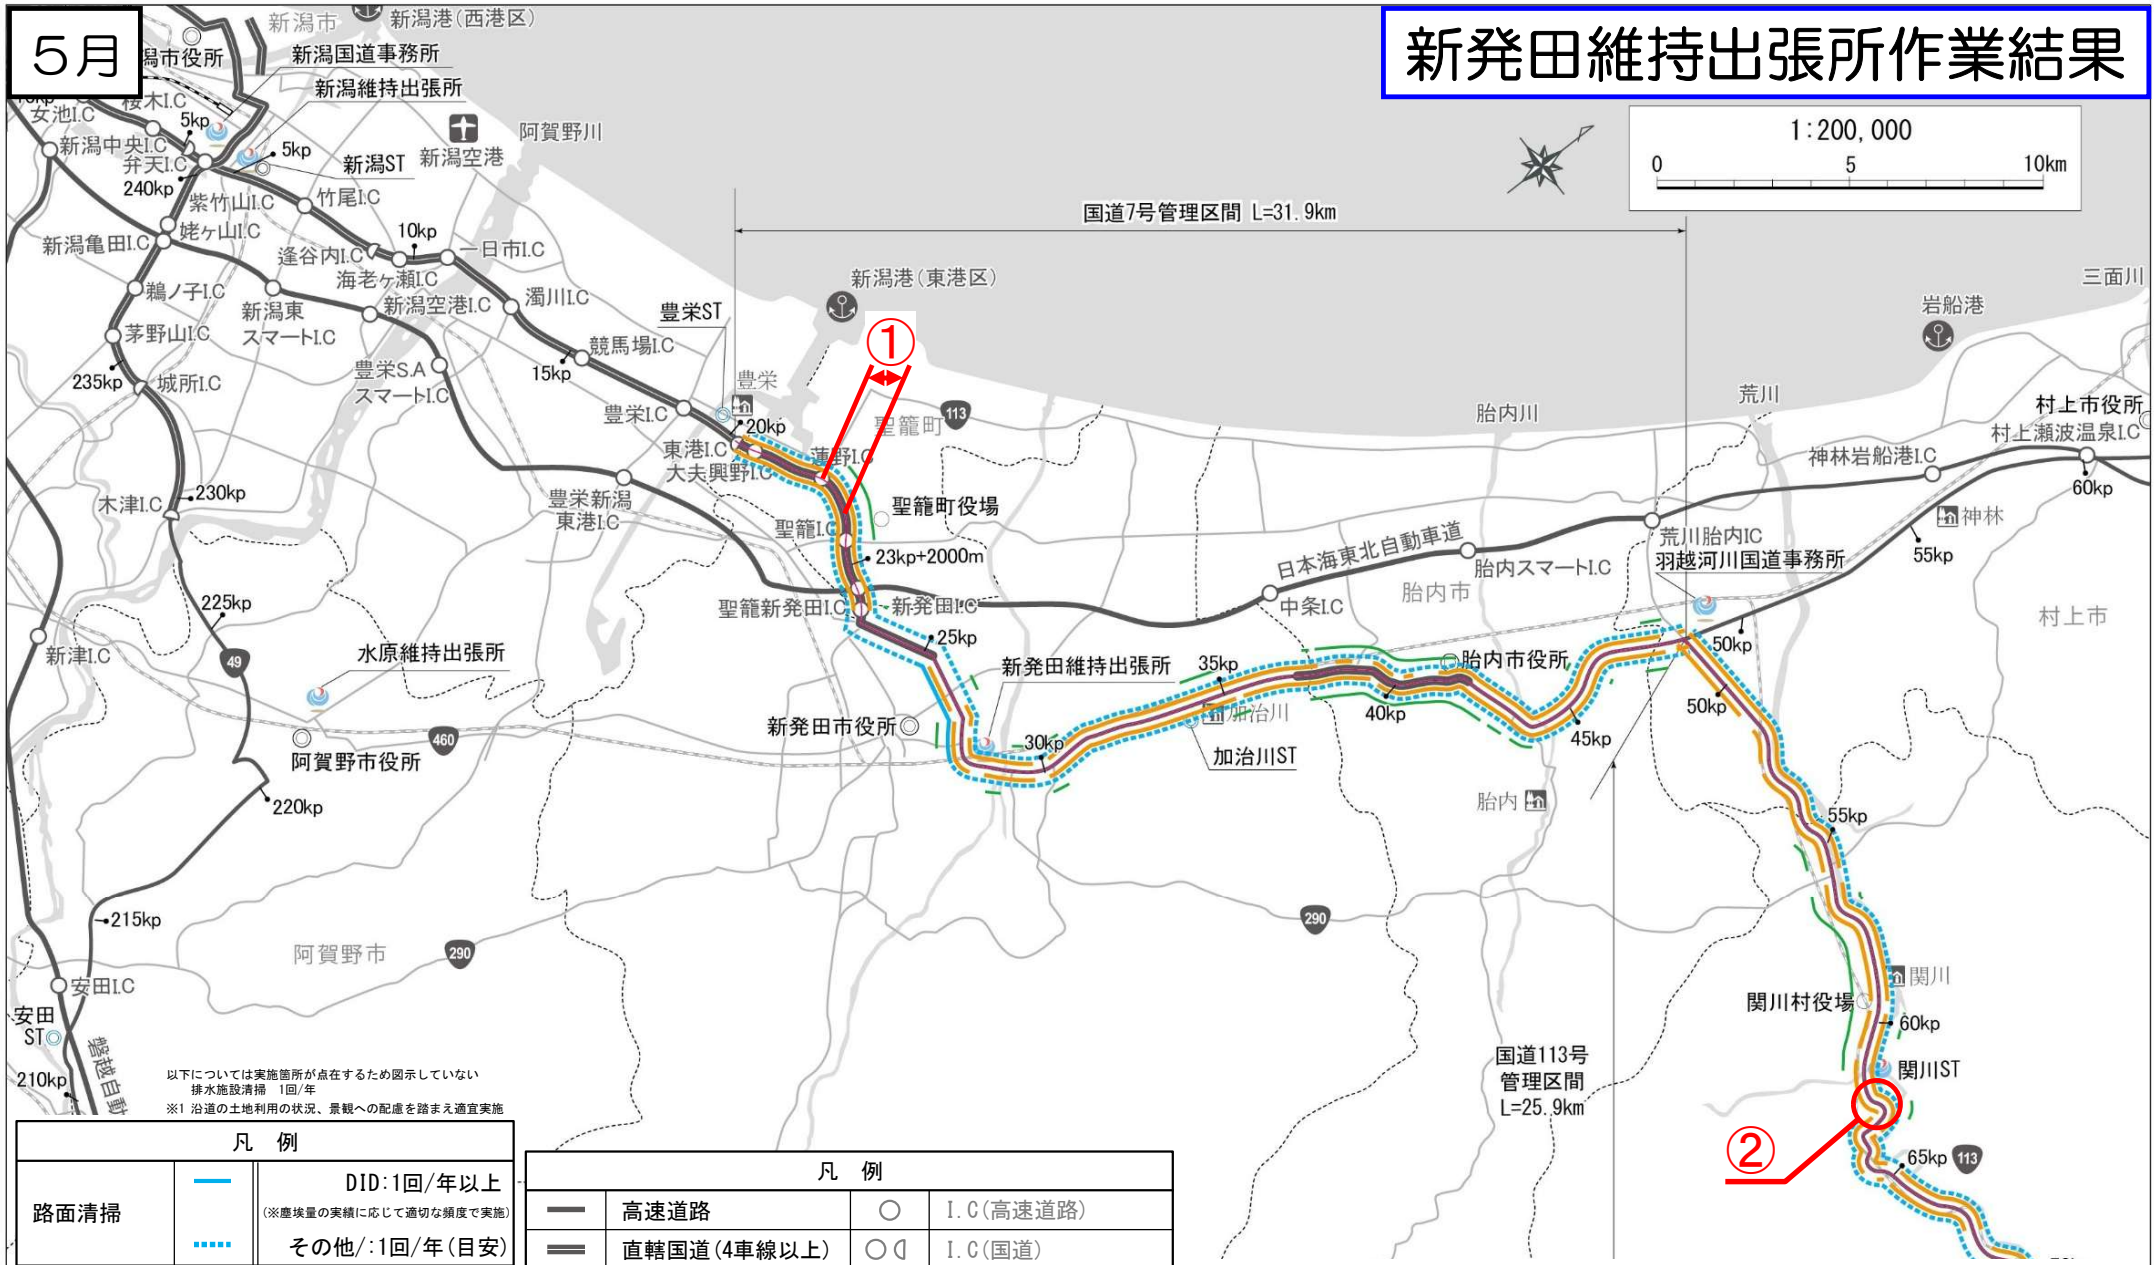 5月
新発田維持出張所作業結果
新潟市
新潟港(西港区)
潟市役所
新潟国道事務所
新潟維持出張所
桜木I.C
女池I.C
5kp
新潟中央I.C
弁天I.C
5kp
新潟ST
新潟空港
阿賀野川
240kp
紫竹山I.C
竹尾I.C
姥ヶ山I.C
新潟亀田I.C
10kp
逢谷内I.C
一日市I.C
海老ヶ瀬I.C
鵜ノ子I.C
新潟東
スマートI.C
新潟空港I.C
濁川I.C
茅野山I.C
235kp
城所I.C
豊栄S.A
スマートI.C
15kp
競馬場I.C
豊栄ST
豊栄
豊栄I.C
20kp
東港I.C
大夫興野I.C
蓮野I.C
新潟港(東港区)
①
聖籠町
113
国道7号管理区間 L=31.9km
1:200,000
0
5
10km
三面川
岩船港
荒川
胎内川
村上市役所
村上瀬波温泉I.C
神林岩船港I.C
60kp
神林
55kp
荒川胎内IC
羽越河川国道事務所
日本海東北自動車道
胎内スマートI.C
胎内市
中条I.C
村上市
50kp
木津I.C
230kp
豊栄新潟
東港I.C
聖籠I.C
聖籠町役場
23kp+2000m
聖籠新発田I.C
新発田I.C
225kp
49
新津I.C
水原維持出張所
25kp
新発田維持出張所
35kp
胎内市役所
50kp
新発田市役所
30kp
加治川
加治川ST
40kp
45kp
460
阿賀野市役所
220kp
胎内
55kp
215kp
阿賀野市
290
290
安田I.C
安田
ST
磐越自動
210kp
関川
関川村役場
60kp
国道113号
管理区間
L=25.9km
関川ST
②
65kp
113
以下については実施箇所が点在するため図示していない
排水施設清掃 1回/年
※1 沿道の土地利用の状況、景観への配慮を踏まえ適宜実施
凡 例
路面清掃
DID:1回/年以上
(※塵埃量の実績に応じて適切な頻度で実施)
その他/:1回/年(目安)
凡 例
高速道路
I.C(高速道路)
直轄国道(4車線以上)
I.C(国道)